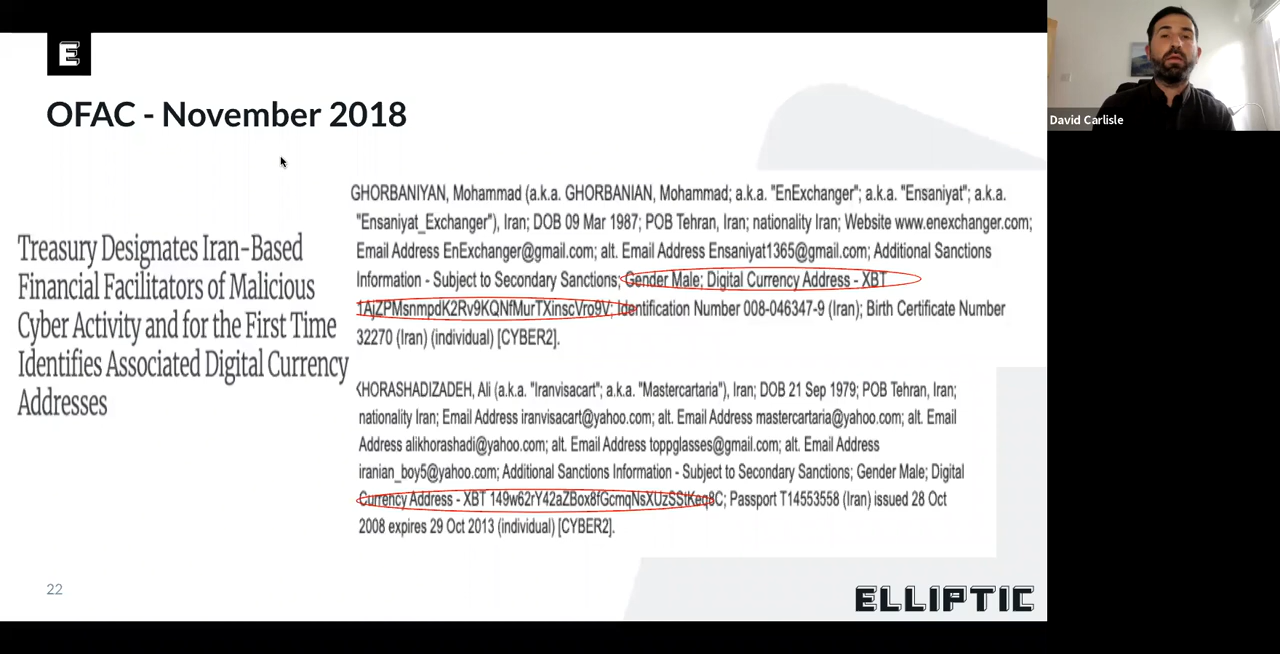 E
OFAC - November 2018
David Carlisle
Treasury Designates Iran-Based
Financial Facilitators of Malicious
Cyber Activity and for the First Time
Identifies Associated Digital Currency
Addresses
GHORBANIYAN, Mohammad (a.k.a. GHORBANIAN, Mohammad; a.k.a. "EnExchanger"; a.k.a. "Ensaniyat"; a.k.a.
"Ensaniyat_Exchanger"), Iran; DOB 09 Mar 1987; POB Tehran, Iran; nationality Iran; Website www.enexchanger.com;
Email Address EnExchanger@gmail.com; alt. Email Address Ensaniyat1365@gmail.com; Additional Sanctions
Information - Subject to Secondary Sanctions; Gender Male; Digital Currency Address - XBT
1AjZPMsnmpdK2Rv9KQNfMurTXinscVro9V; Identification Number 008-046347-9 (Iran); Birth Certificate Number
32270 (Iran) (individual) [CYBER2].
KHORASHADIZADEH, Ali (a.k.a. "Iranvisacart"; a.k.a. "Mastercartaria"), Iran; DOB 21 Sep 1979; POB Tehran, Iran;
nationality Iran; Email Address iranvisacart@yahoo.com; alt. Email Address mastercartaria@yahoo.com; alt. Email
Address alikhorashadi@yahoo.com; alt. Email Address toppglasses@gmail.com; alt. Email Address
iranian_boy5@yahoo.com; Additional Sanctions Information - Subject to Secondary Sanctions; Gender Male; Digital
Currency Address - XBT 149w62rY42aZBox8fGcmqNsXUzSStKeq8C; Passport T14553558 (Iran) issued 28 Oct
2008 expires 29 Oct 2013 (individual) [CYBER2].
22
ELLIPTIC